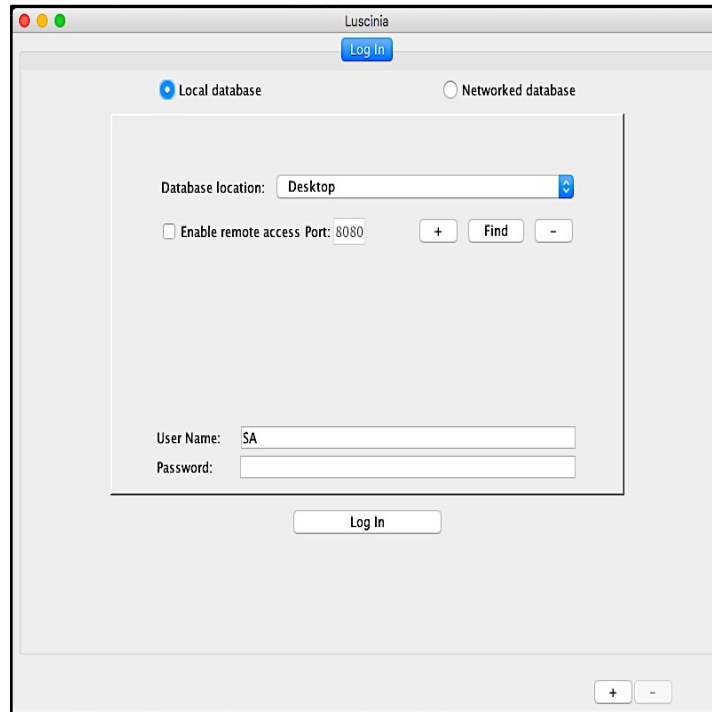 Luscinia
Log In
Local database Networked database
Database location: Desktop
Enable remote access Port: 8080 + Find -
User Name: SA
Password:
Log In
+ -